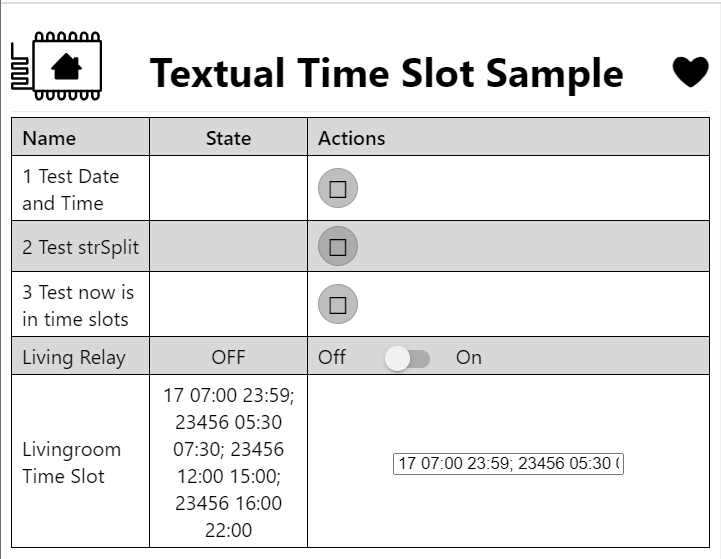 Textual Time Slot Sample
Name State Actions
1 Test Date
and Time
2 Test strSplit
3 Test now is
in time slots
Living Relay OFF Off On
Livingroom
Time Slot
17 07:00 23:59;
23456 05:30
07:30; 23456
12:00 15:00;
23456 16:00
22:00
17 07:00 23:59; 23456 05:30